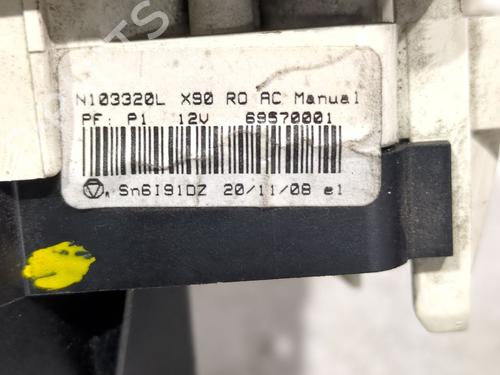 N103320L X90 RO AC Manual
PF: P1 12V 69570001
Sn6I91DZ 20/11/08 e1